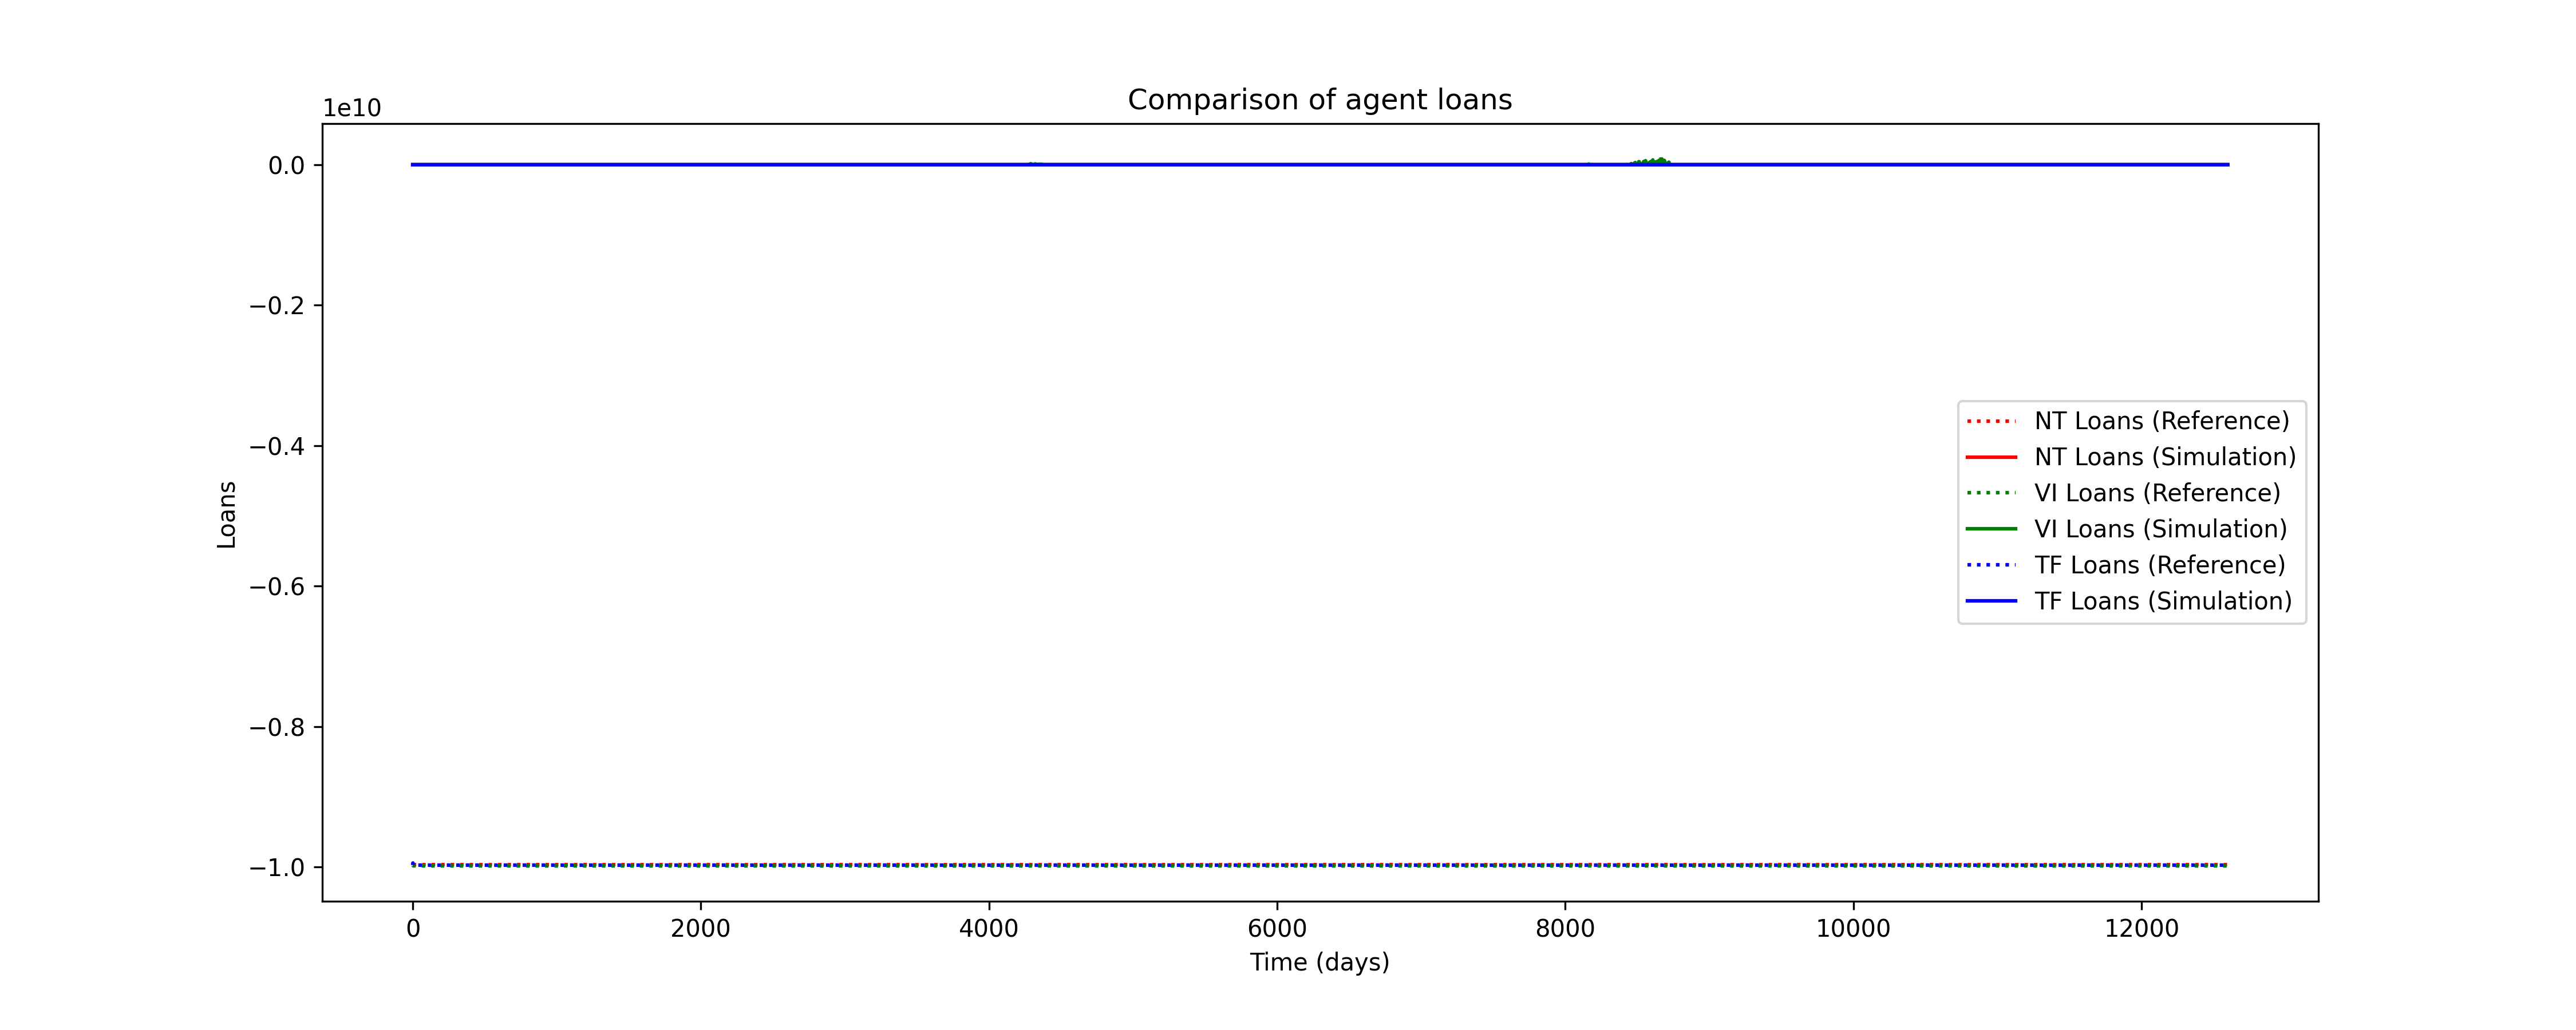 Comparison of agent loans
1e10
0.0
−0.2
−0.4
−0.6
−0.8
−1.0
Loans
NT Loans (Reference)
NT Loans (Simulation)
VI Loans (Reference)
VI Loans (Simulation)
TF Loans (Reference)
TF Loans (Simulation)
0 2000 4000 6000 8000 10000 12000
Time (days)